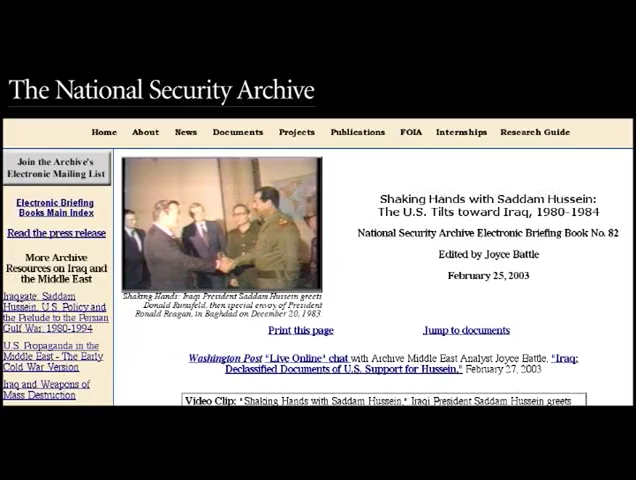 The National Security Archive
Home About News Documents Projects Publications FOIA Internships Research Guide
Join the Archive's
Electronic Mailing List
Electronic Briefing
Books Main Index
Read the press release
More Archive
Resources on Iraq and
the Middle East
Iraqgate: Saddam
Hussein, U.S. Policy and
the Prelude to the Persian
Gulf War, 1980-1994
U.S. Propaganda in the
Middle East - The Early
Cold War Version
Iraq and Weapons of
Mass Destruction
Shaking Hands: Iraqi President Saddam Hussein greets
Donald Rumsfeld, then special envoy of President
Ronald Reagan, in Baghdad on December 20, 1983.
Shaking Hands with Saddam Hussein:
The U.S. Tilts toward Iraq, 1980-1984
National Security Archive Electronic Briefing Book No. 82
Edited by Joyce Battle
February 25, 2003
Print this page Jump to documents
Washington Post "Live Online" chat with Archive Middle East Analyst Joyce Battle, "Iraq:
Declassified Documents of U.S. Support for Hussein," February 27, 2003
Video Clip: "Shaking Hands with Saddam Hussein," Iraqi President Saddam Hussein greets